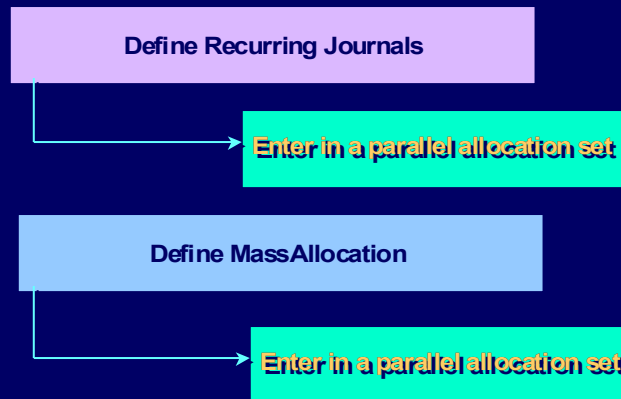 Define Recurring Journals
Enter in a parallel allocation set
Define MassAllocation
Enter in a parallel allocation set